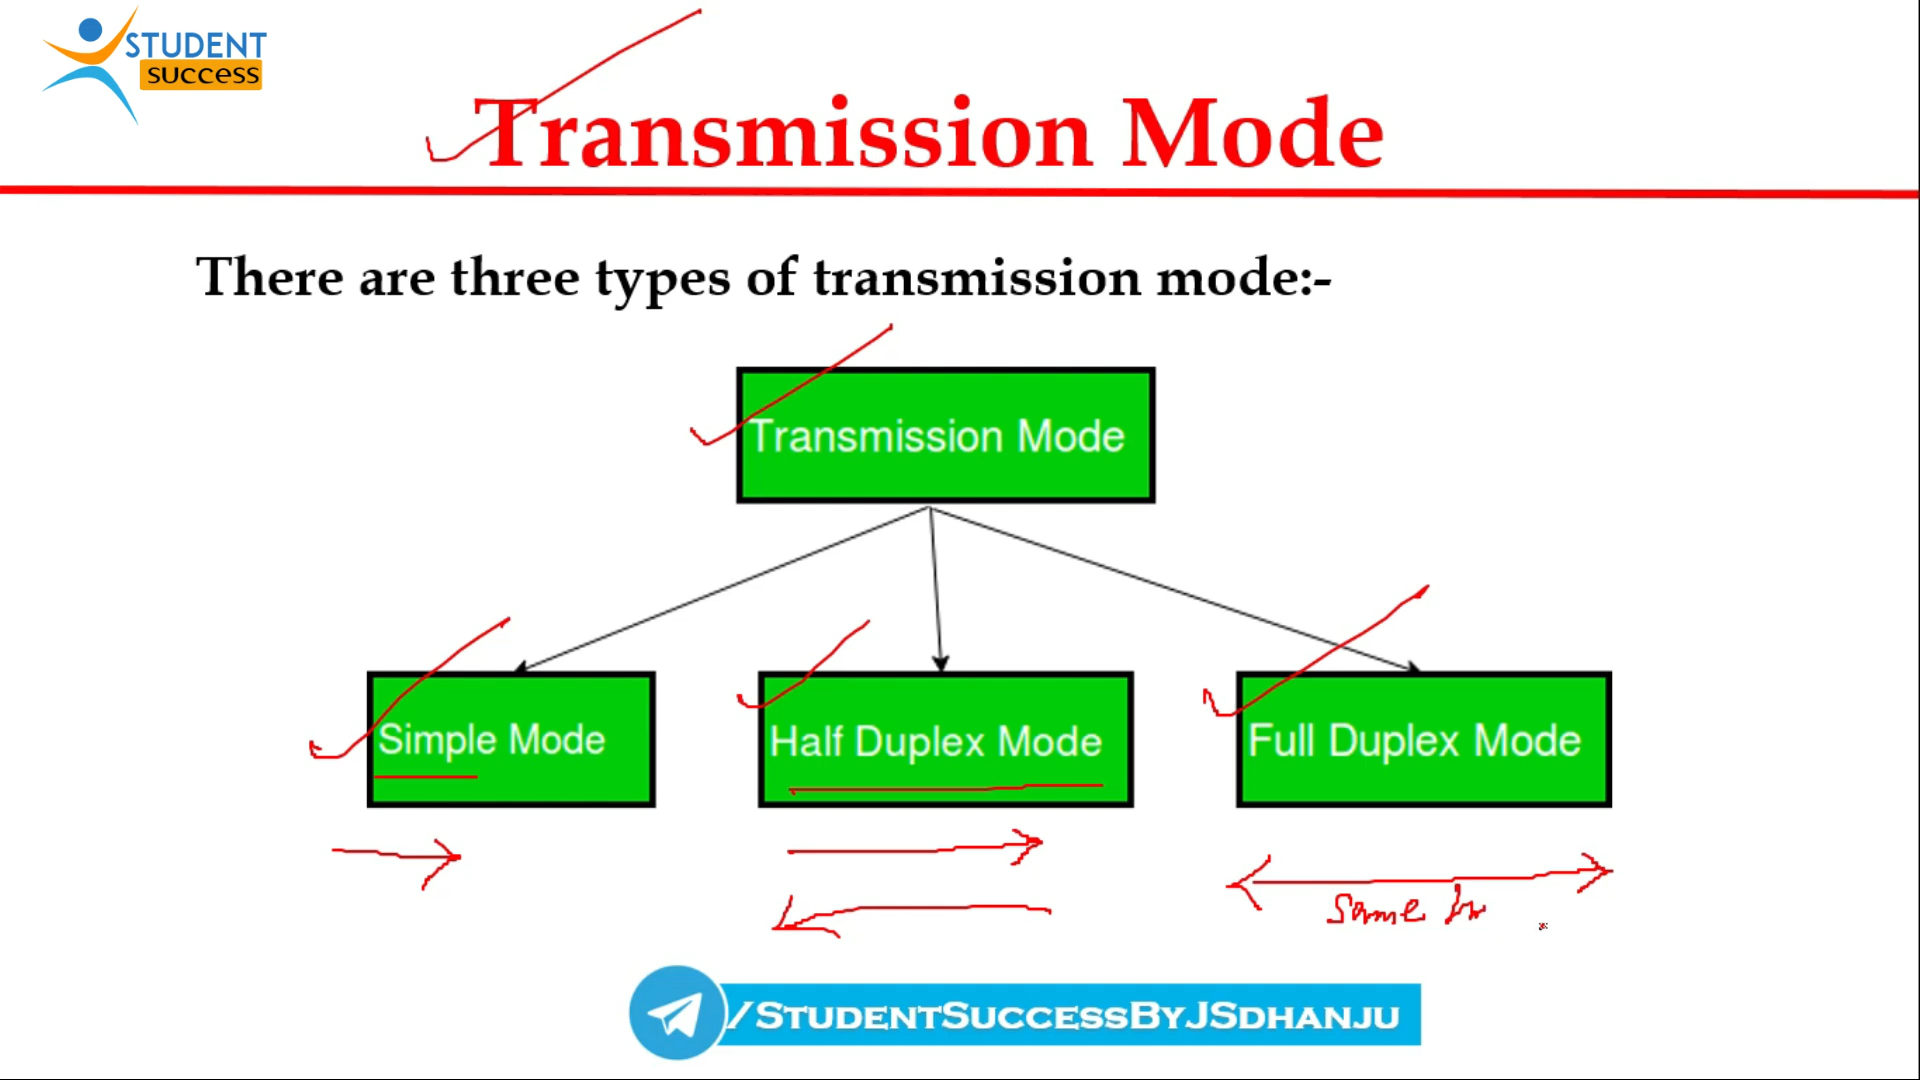 STUDENT
success
Transmission Mode
There are three types of transmission mode:-
Transmission Mode
Simple Mode
Half Duplex Mode
Full Duplex Mode
Same
/StudentSuccessByJSdhanju